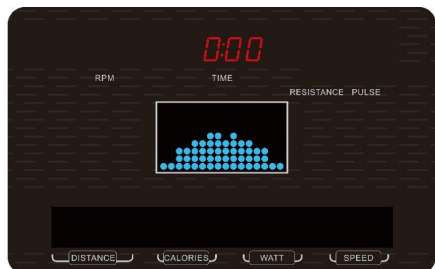 0:00
RPM TIME
RESISTANCE PULSE
DISTANCE CALORIES WATT SPEED